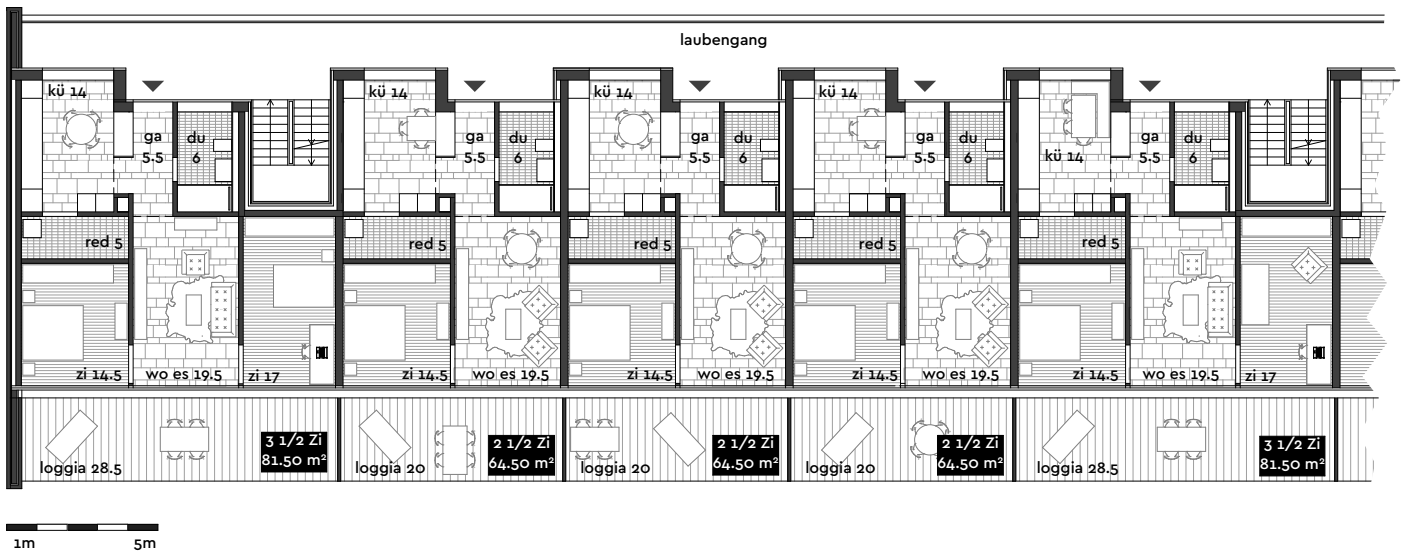 laubengang
kü 14
kü 14
kü 14
kü 14
kü 14
ga
5.5
du
6
ga
5.5
du
6
ga
5.5
du
6
ga
5.5
du
6
ga
5.5
du
6
red 5
red 5
red 5
red 5
red 5
zi 14.5
wo es 19.5
zi 17
zi 14.5
wo es 19.5
zi 14.5
wo es 19.5
zi 14.5
wo es 19.5
zi 14.5
wo es 19.5
zi 17
loggia 28.5
3 1/2 Zi
81.50 m²
loggia 20
2 1/2 Zi
64.50 m²
loggia 20
2 1/2 Zi
64.50 m²
loggia 20
2 1/2 Zi
64.50 m²
loggia 28.5
3 1/2 Zi
81.50 m²
1m
5m